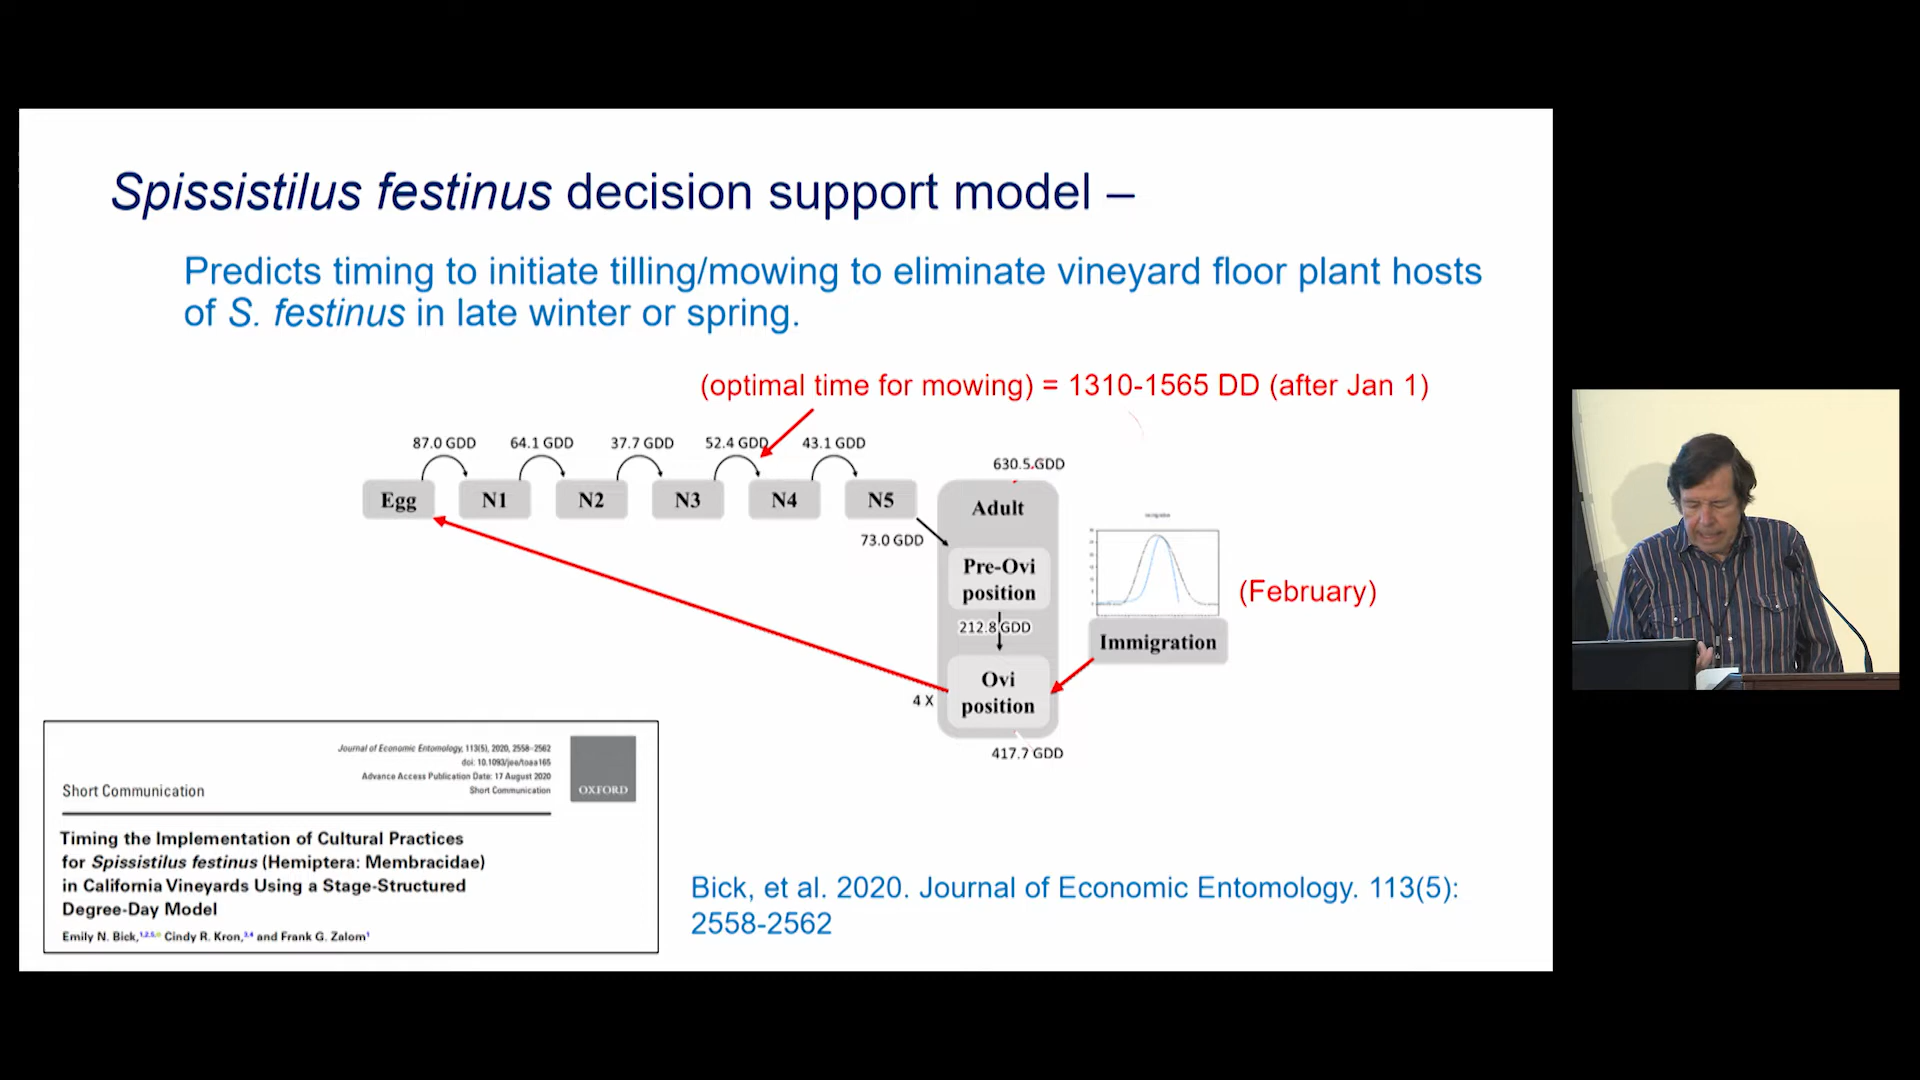 Spissistilus festinus decision support model –
Predicts timing to initiate tilling/mowing to eliminate vineyard floor plant hosts
of S. festinus in late winter or spring.
(optimal time for mowing) = 1310-1565 DD (after Jan 1)
87.0 GDD
64.1 GDD
37.7 GDD
52.4 GDD
43.1 GDD
Egg
N1
N2
N3
N4
N5
73.0 GDD
630.5 GDD
Adult
Pre-Ovi
position
212.8 GDD
Ovi
position
4 X
417.7 GDD
Immigration
(February)
Journal of Economic Entomology, 113(5), 2020, 2558–2562
doi: 10.1093/jee/toaa165
Advance Access Publication Date: 17 August 2020
Short Communication
OXFORD
Short Communication
Timing the Implementation of Cultural Practices
for Spissistilus festinus (Hemiptera: Membracidae)
in California Vineyards Using a Stage-Structured
Degree-Day Model
Emily N. Bick, Cindy R. Kron,3,4 and Frank G. Zalom1
Bick, et al. 2020. Journal of Economic Entomology. 113(5):
2558-2562